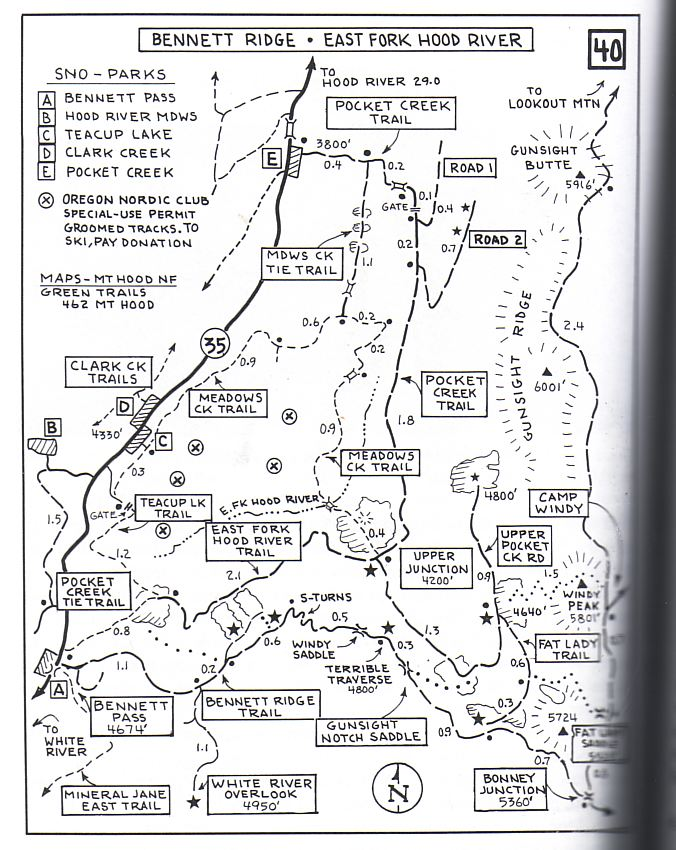 BENNETT RIDGE • EAST FORK HOOD RIVER
40
SNO-PARKS
A BENNETT PASS
B HOOD RIVER MDWS
C TEACUP LAKE
D CLARK CREEK
E POCKET CREEK
OREGON NORDIC CLUB
SPECIAL-USE PERMIT
GROOMED TRACKS. TO
SKI, PAY DONATION
MAPS-MT HOOD NF
GREEN TRAILS
462 MT HOOD
TO
HOOD RIVER 29.0
POCKET CREEK
TRAIL
TO
LOOKOUT MTN
GUNSIGHT
BUTTE
5916'
E
3800'
0.4
0.2
ROAD 1
0.1
GATE
0.4
0.2
ROAD 2
0.7
MDWS CK
TIE TRAIL
1.1
GUNSIGHT RIDGE
2.4
6001'
35
0.6
0.2
0.9
0.2
CLARK CK
TRAILS
MEADOWS
CK TRAIL
POCKET
CREEK
TRAIL
1.8
D
4330'
B
C
0.3
0.9
MEADOWS
CK TRAIL
4800'
CAMP
WINDY
GATE
TEACUP LK
TRAIL
E. FK HOOD RIVER
1.5
EAST FORK
HOOD RIVER
TRAIL
0.4
UPPER
POCKET
CK RD
1.2
UPPER
JUNCTION
4200'
2.1
0.9
1.5
POCKET
CREEK
TIE TRAIL
WINDY
PEAK
5801'
4640'
S-TURNS
0.5
0.8
0.6
WINDY
SADDLE
0.3
1.3
FAT LADY
TRAIL
TERRIBLE
TRAVERSE
4800'
0.6
1.1
0.2
A
BENNETT
PASS
4674'
BENNETT RIDGE
TRAIL
GUNSIGHT
NOTCH SADDLE
0.3
0.9
5724
TO
WHITE
RIVER
1.1
0.7
MINERAL JANE
EAST TRAIL
WHITE RIVER
OVERLOOK
4950'
N
BONNEY
JUNCTION
5360'